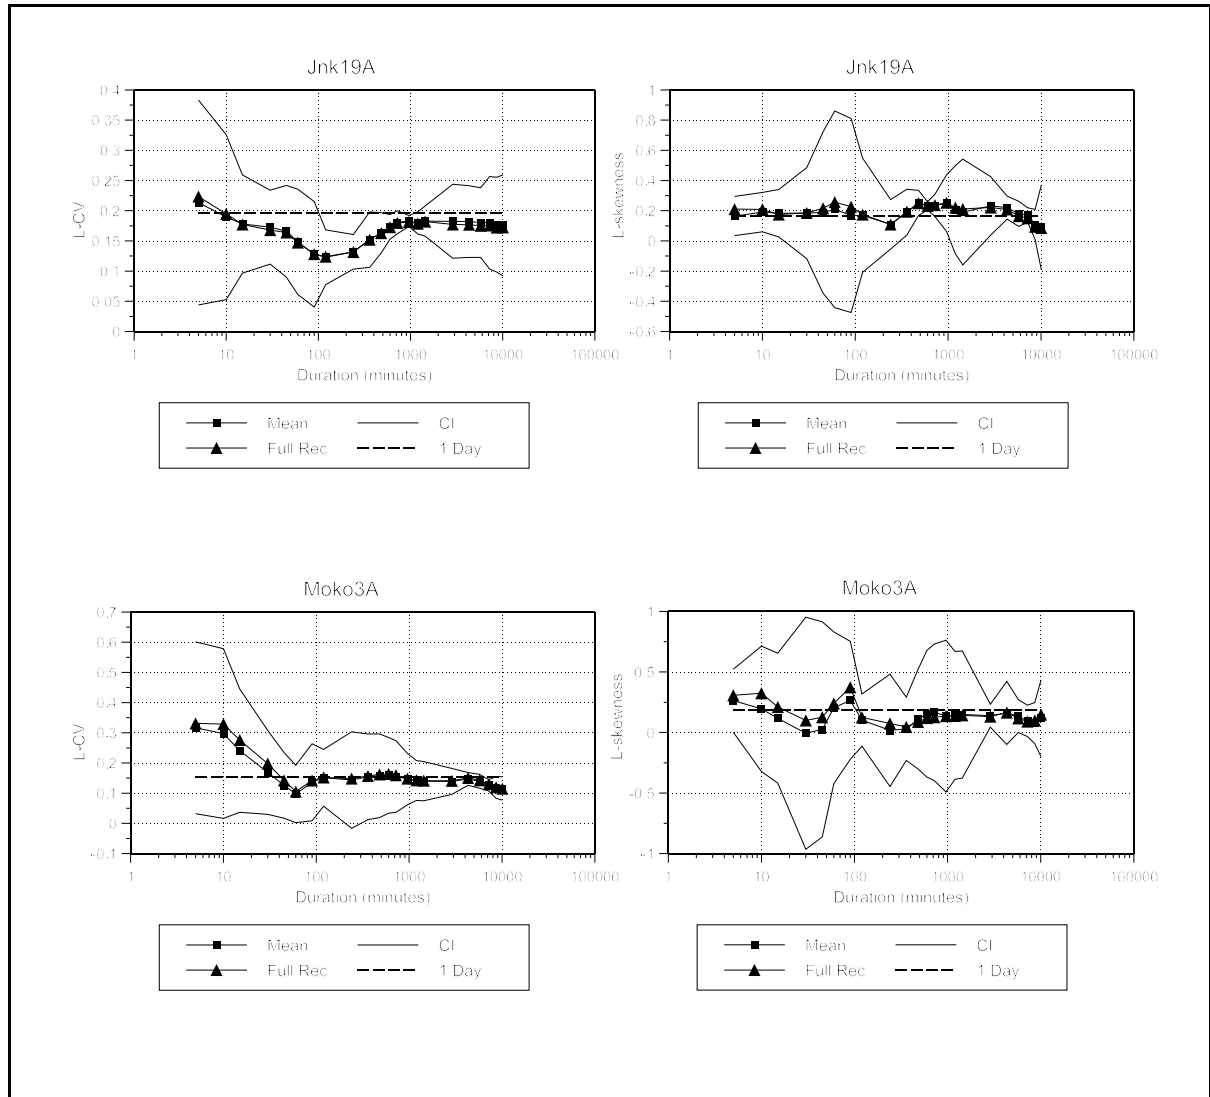 Jnk19A
Jnk19A
L-CV
0.4
0.35
0.3
0.25
0.2
0.15
0.1
0.05
0
1 10 100 1000 10000 100000
Duration (minutes)
L-skewness
1
0.8
0.6
0.4
0.2
0
-0.2
-0.4
-0.6
1 10 100 1000 10000 100000
Duration (minutes)
Mean CI
Full Rec 1 Day
Mean CI
Full Rec 1 Day
Moko3A
Moko3A
L-CV
0.7
0.6
0.5
0.4
0.3
0.2
0.1
0
-0.1
1 10 100 1000 10000 100000
Duration (minutes)
L-skewness
1
0.5
0
-0.5
-1
1 10 100 1000 10000 100000
Duration (minutes)
Mean CI
Full Rec 1 Day
Mean CI
Full Rec 1 Day